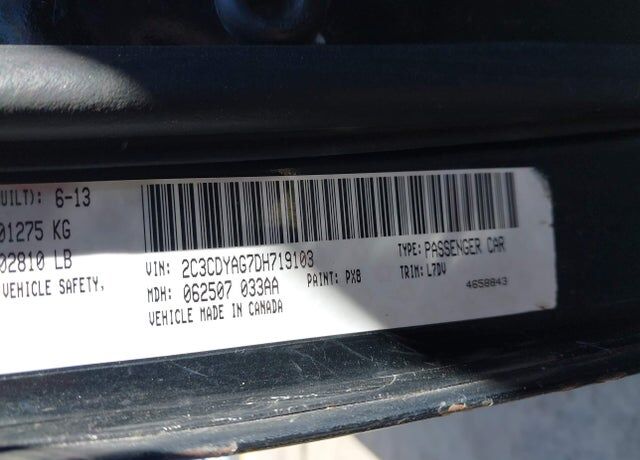 UILT): 6-13
01275 KG
02810 LB
VEHICLE SAFETY,
VIN: 2C3CDYAG7DH719103
TYPE: PASSENGER CAR
MDH: 062507 033AA
PAINT: PX8
TRIM: L7DV
VEHICLE MADE IN CANADA
4658843